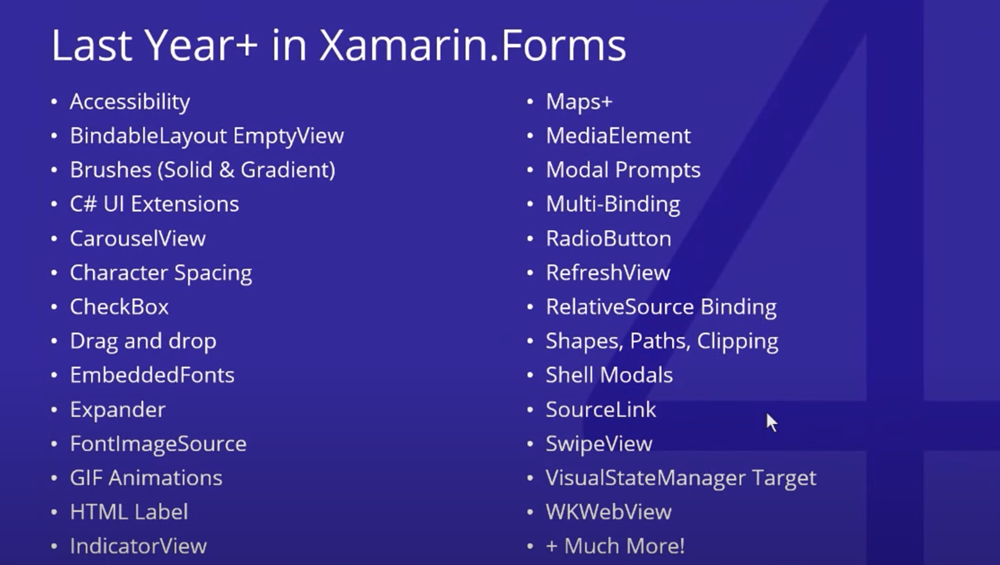 Last Year+ in Xamarin.Forms
• Accessibility
• BindableLayout EmptyView
• Brushes (Solid & Gradient)
• C# UI Extensions
• CarouselView
• Character Spacing
• CheckBox
• Drag and drop
• EmbeddedFonts
• Expander
• FontImageSource
• GIF Animations
• HTML Label
• IndicatorView
• Maps+
• MediaElement
• Modal Prompts
• Multi-Binding
• RadioButton
• RefreshView
• RelativeSource Binding
• Shapes, Paths, Clipping
• Shell Modals
• SourceLink
• SwipeView
• VisualStateManager Target
• WKWebView
• + Much More!
4